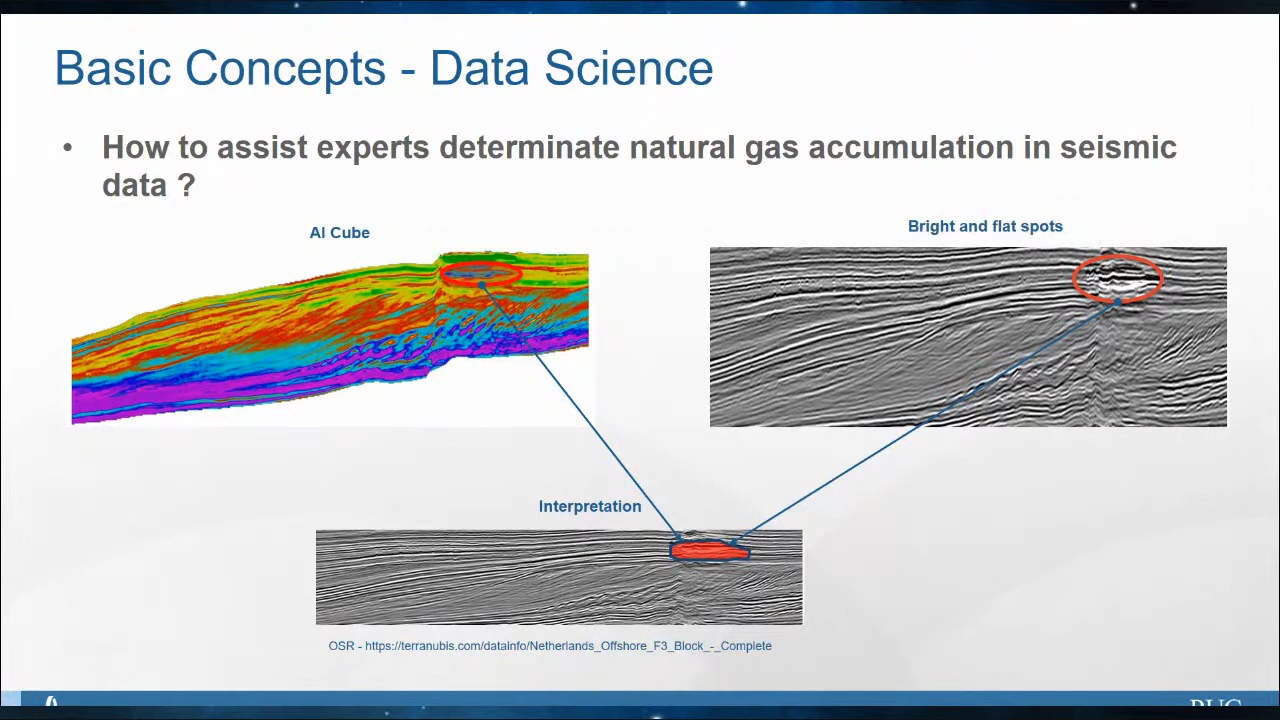 Basic Concepts - Data Science
• How to assist experts determinate natural gas accumulation in seismic
data ?
AI Cube
Bright and flat spots
Interpretation
OSR - https://terranubis.com/datainfo/Netherlands_Offshore_F3_Block_-_Complete